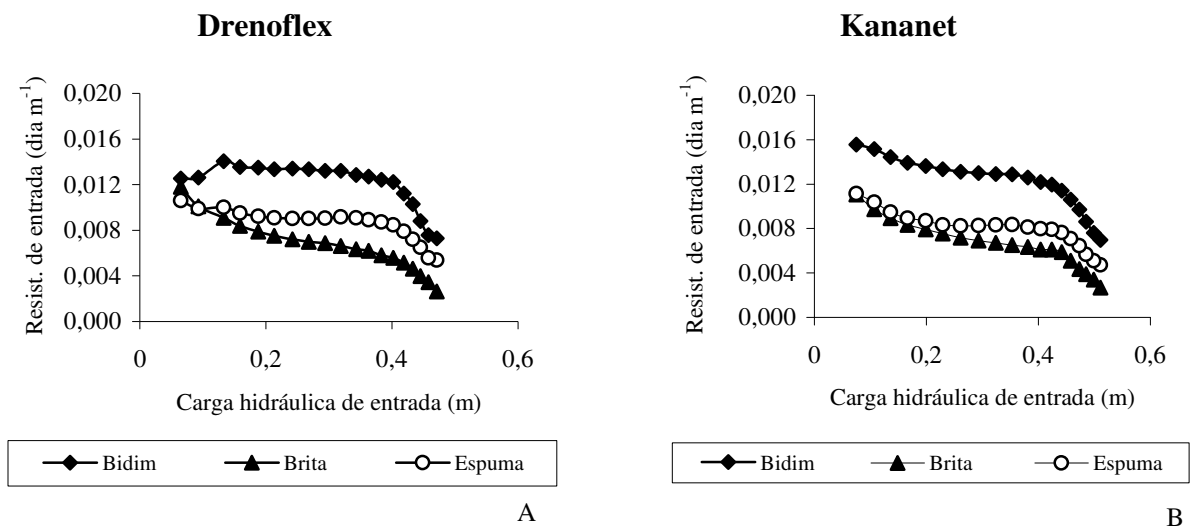 Drenoflex
Resist. de entrada (dia m⁻¹)
0,020
0,016
0,012
0,008
0,004
0,000
0
0,2
0,4
0,6
Carga hidráulica de entrada (m)
Bidim
Brita
Espuma
A
Kananet
Resist. de entrada (dia m⁻¹)
0,020
0,016
0,012
0,008
0,004
0,000
0
0,2
0,4
0,6
Carga hidráulica de entrada (m)
Bidim
Brita
Espuma
B